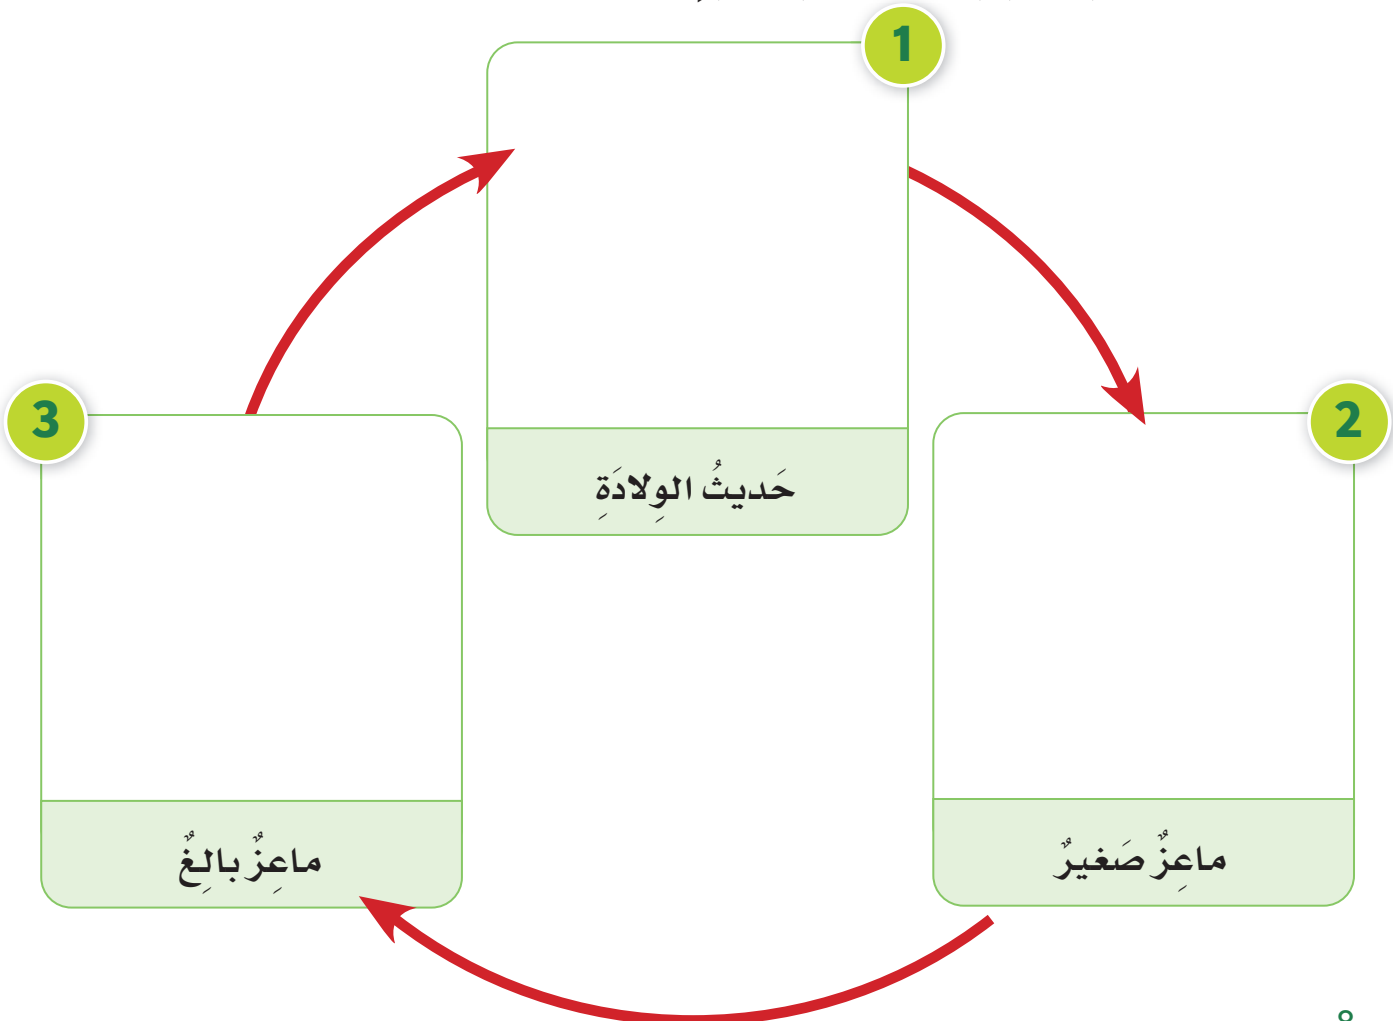 1
حَديثُ الوِلادَةِ
2
ماعِزٌ صَغيرٌ
3
ماعِزٌ بالِغٌ